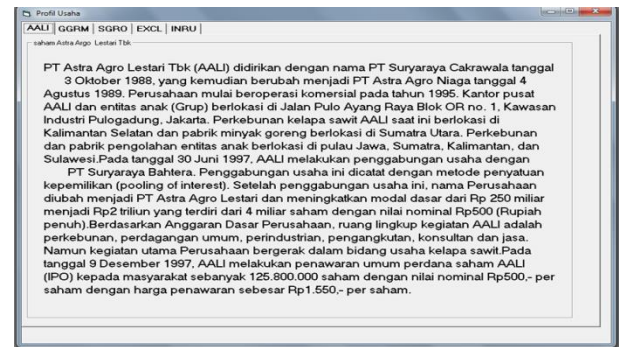 Profil Usaha
AALI GGRM SGRO EXCL INRU
saham Astra Argo Lestari Tbk
PT Astra Agro Lestari Tbk (AALI) didirikan dengan nama PT Suryaraya Cakrawala tanggal
3 Oktober 1988, yang kemudian berubah menjadi PT Astra Agro Niaga tanggal 4
Agustus 1989. Perusahaan mulai beroperasi komersial pada tahun 1995. Kantor pusat
AALI dan entitas anak (Grup) berlokasi di Jalan Pulo Ayang Raya Blok OR no. 1, Kawasan
Industri Pulogadung, Jakarta. Perkebunan kelapa sawit AALI saat ini berlokasi di
Kalimantan Selatan dan pabrik minyak goreng berlokasi di Sumatra Utara. Perkebunan
dan pabrik pengolahan entitas anak berlokasi di pulau Jawa, Sumatra, Kalimantan, dan
Sulawesi.Pada tanggal 30 Juni 1997, AALI melakukan penggabungan usaha dengan
PT Suryaraya Bahtera. Penggabungan usaha ini dicatat dengan metode penyatuan
kepemilikan (pooling of interest). Setelah penggabungan usaha ini, nama Perusahaan
diubah menjadi PT Astra Agro Lestari dan meningkatkan modal dasar dari Rp 250 miliar
menjadi Rp2 triliun yang terdiri dari 4 miliar saham dengan nilai nominal Rp500 (Rupiah
penuh).Berdasarkan Anggaran Dasar Perusahaan, ruang lingkup kegiatan AALI adalah
perkebunan, perdagangan umum, perindustrian, pengangkutan, konsultan dan jasa.
Namun kegiatan utama Perusahaan bergerak dalam bidang usaha kelapa sawit.Pada
tanggal 9 Desember 1997, AALI melakukan penawaran umum perdana saham AALI
(IPO) kepada masyarakat sebanyak 125.800.000 saham dengan nilai nominal Rp500,- per
saham dengan harga penawaran sebesar Rp1.550,- per saham.